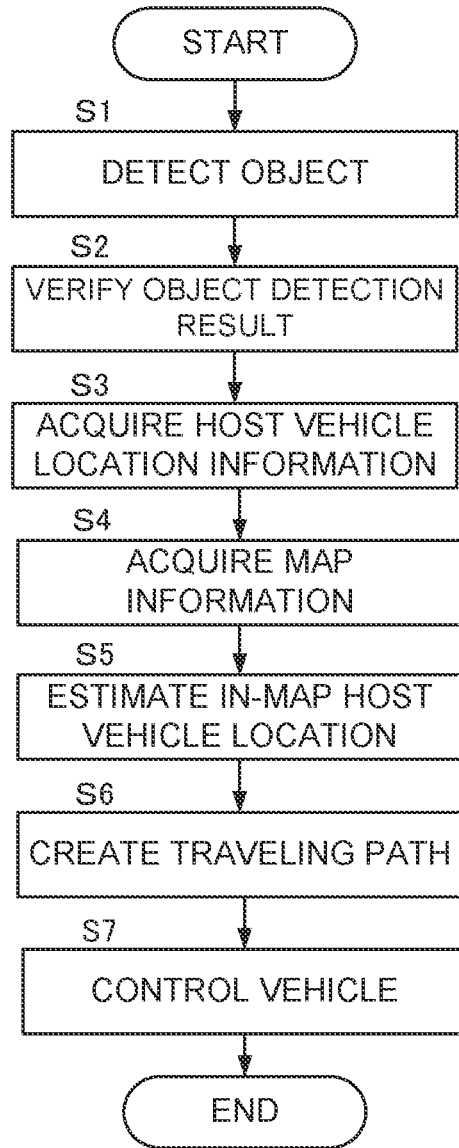 START
S1
DETECT OBJECT
S2
VERIFY OBJECT DETECTION
RESULT
S3
ACQUIRE HOST VEHICLE
LOCATION INFORMATION
S4
ACQUIRE MAP
INFORMATION
S5
ESTIMATE IN-MAP HOST
VEHICLE LOCATION
S6
CREATE TRAVELING PATH
S7
CONTROL VEHICLE
END